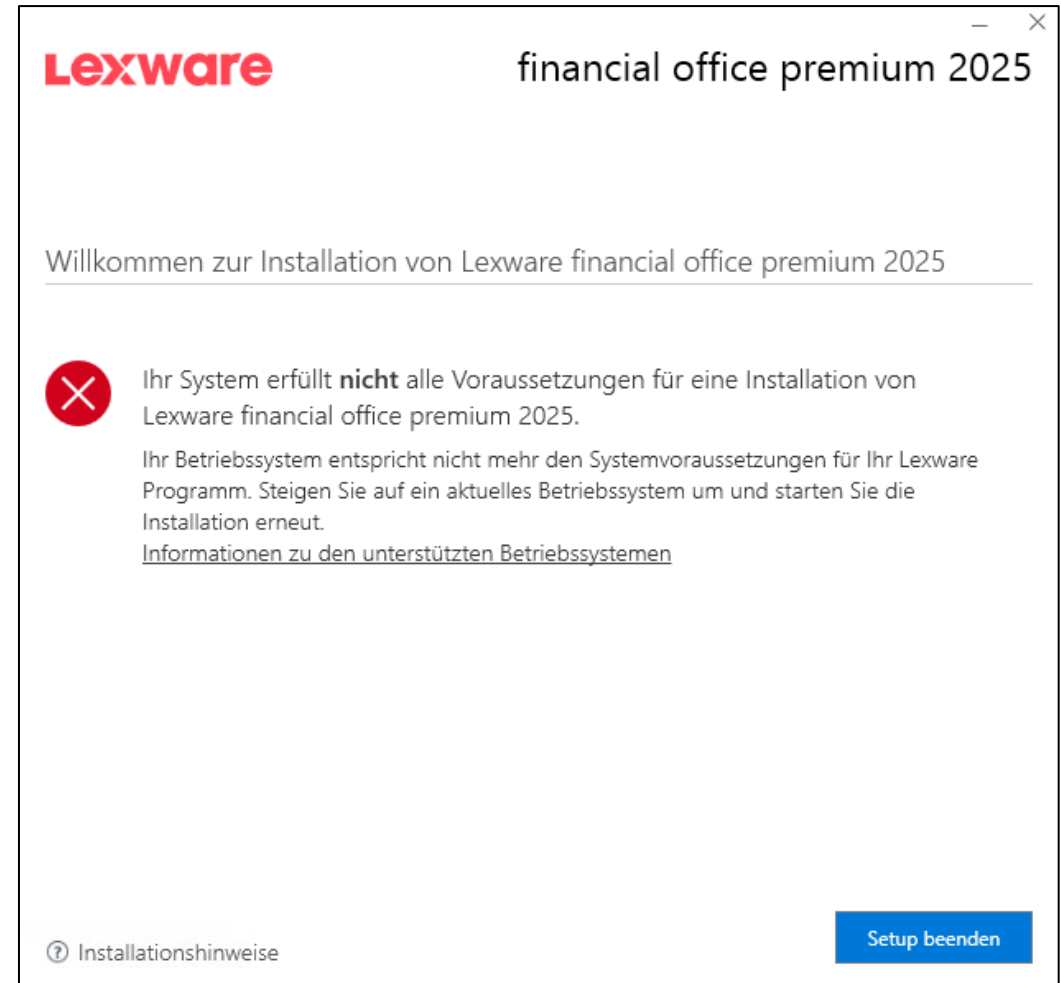 Lexware
financial office premium 2025
Willkommen zur Installation von Lexware financial office premium 2025
Ihr System erfüllt nicht alle Voraussetzungen für eine Installation von
Lexware financial office premium 2025.
Ihr Betriebssystem entspricht nicht mehr den Systemvoraussetzungen für Ihr Lexware
Programm. Steigen Sie auf ein aktuelles Betriebssystem um und starten Sie die
Installation erneut.
Informationen zu den unterstützten Betriebssystemen
? Installationshinweise
Setup beenden